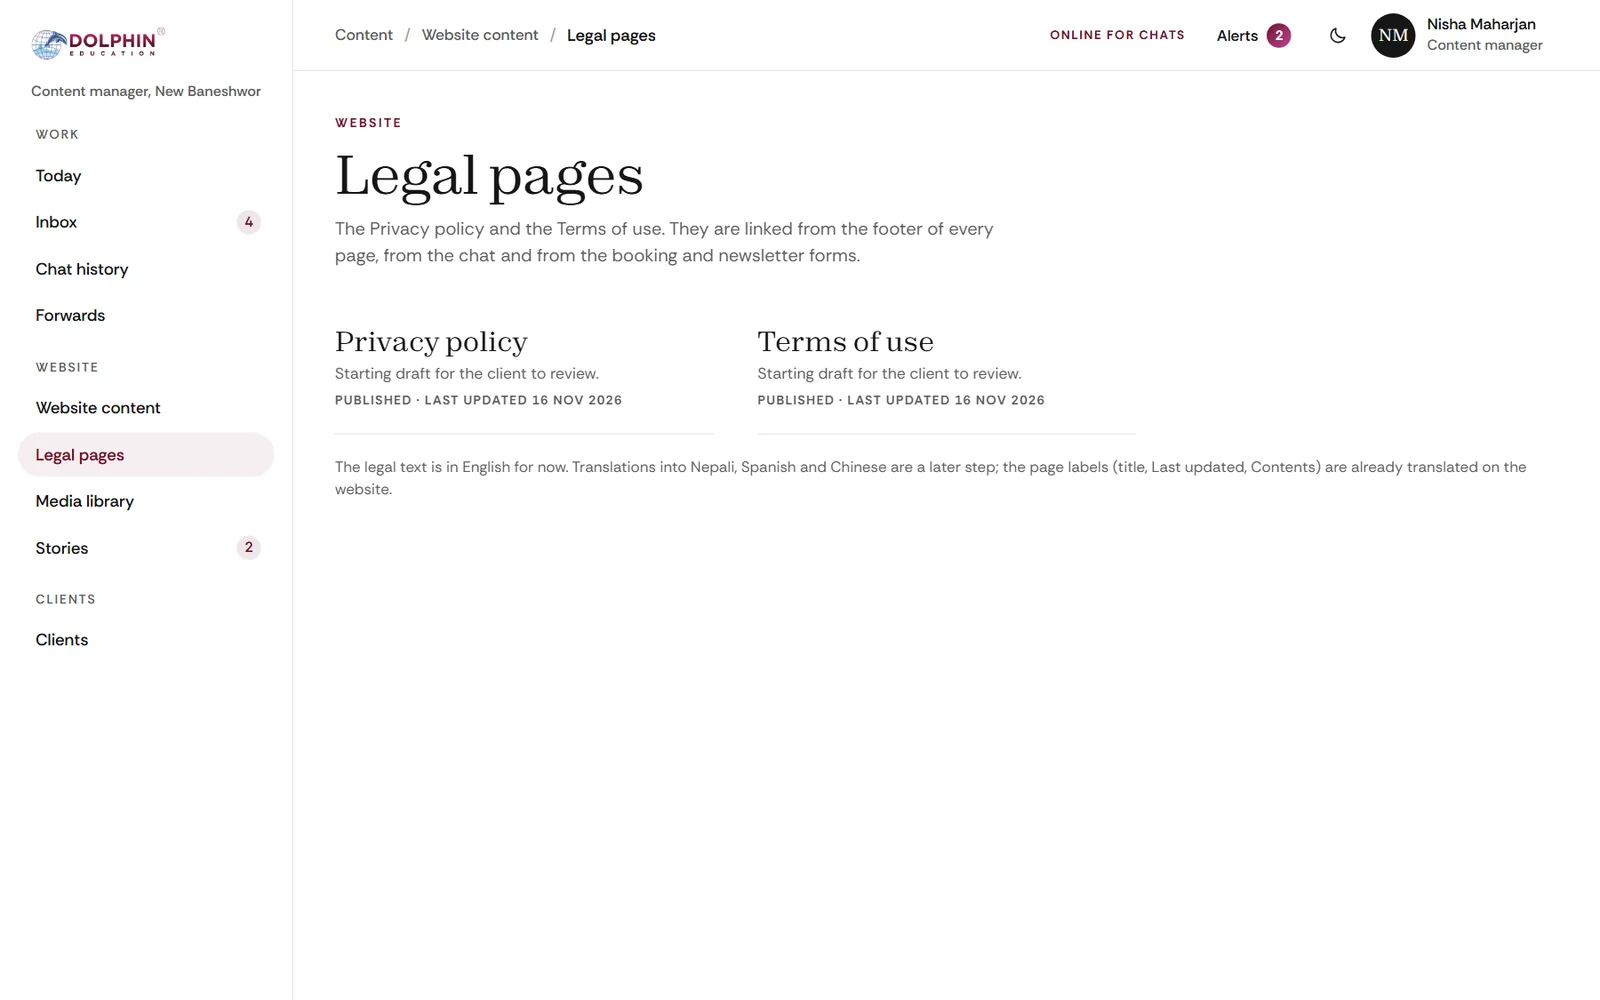 DOLPHIN®
EDUCATION
Content manager, New Baneshwor
WORK
Today
Inbox 4
Chat history
Forwards
WEBSITE
Website content
Legal pages
Media library
Stories 2
CLIENTS
Clients
Content / Website content / Legal pages
ONLINE FOR CHATS
Alerts 2
NM
Nisha Maharjan
Content manager
WEBSITE
Legal pages
The Privacy policy and the Terms of use. They are linked from the footer of every
page, from the chat and from the booking and newsletter forms.
Privacy policy
Starting draft for the client to review.
PUBLISHED · LAST UPDATED 16 NOV 2026
Terms of use
Starting draft for the client to review.
PUBLISHED · LAST UPDATED 16 NOV 2026
The legal text is in English for now. Translations into Nepali, Spanish and Chinese are a later step; the page labels (title, Last updated, Contents) are already translated on the
website.